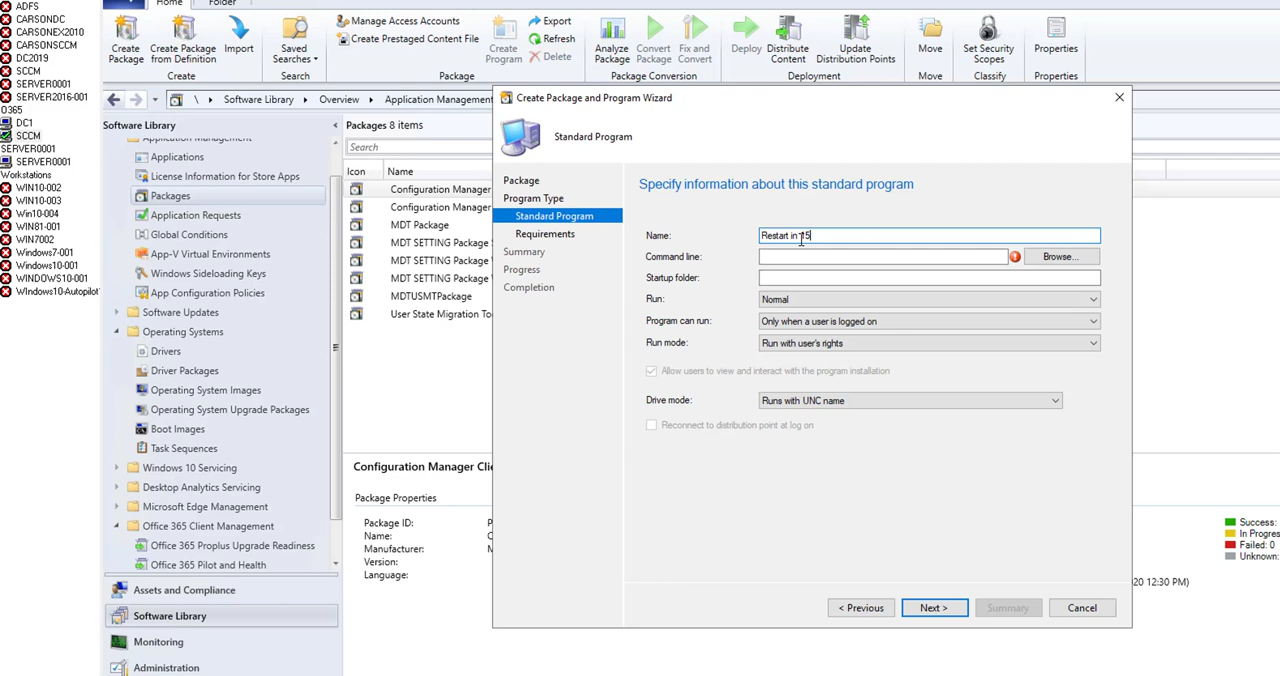 ADFS
CARSONDC
CARSONEX2010
CARSONSCCM
DC2019
SCCM
SERVER0001
SERVER2016-001
O365
DC1
SCCM
SERVER0001
SERVER0001
Workstations
WIN10-002
WIN10-003
Win10-004
WIN81-001
WIN7002
Windows7-001
Windows10-001
WINDOWS10-001
Windows10-Autopilot
Home
Folder
Create Package
Create Package from Definition
Import
Create
Saved Searches
Search
Manage Access Accounts
Create Prestaged Content File
Create Program
Export
Refresh
Delete
Package
Analyze Package
Convert Package
Fix and Convert
Package Conversion
Deploy
Distribute Content
Update Distribution Points
Deployment
Move
Move
Set Security Scopes
Classify
Properties
Properties
\ Software Library Overview Application Management
Software Library
Application Management
Applications
License Information for Store Apps
Packages
Application Requests
Global Conditions
App-V Virtual Environments
Windows Sideloading Keys
App Configuration Policies
Software Updates
Operating Systems
Drivers
Driver Packages
Operating System Images
Operating System Upgrade Packages
Boot Images
Task Sequences
Windows 10 Servicing
Desktop Analytics Servicing
Microsoft Edge Management
Office 365 Client Management
Office 365 Proplus Upgrade Readiness
Office 365 Pilot and Health
Assets and Compliance
Software Library
Monitoring
Administration
Packages 8 items
Search
Icon Name
Configuration Manager
Configuration Manager
MDT Package
MDT SETTING Package
MDT SETTING Package
MDT SETTING Package
MDTUSMTPackage
User State Migration To
Configuration Manager Clie
Package Properties
Package ID: P
Name: C
Manufacturer: M
Version:
Language:
Create Package and Program Wizard
Standard Program
Package
Program Type
Standard Program
Requirements
Summary
Progress
Completion
Specify information about this standard program
Name: Restart in 15
Command line: Browse...
Startup folder:
Run: Normal
Program can run: Only when a user is logged on
Run mode: Run with user's rights
Allow users to view and interact with the program installation
Drive mode: Runs with UNC name
Reconnect to distribution point at log on
< Previous Next > Summary Cancel
Success:
In Progres
Failed: 0
Unknown:
20 12:30 PM)